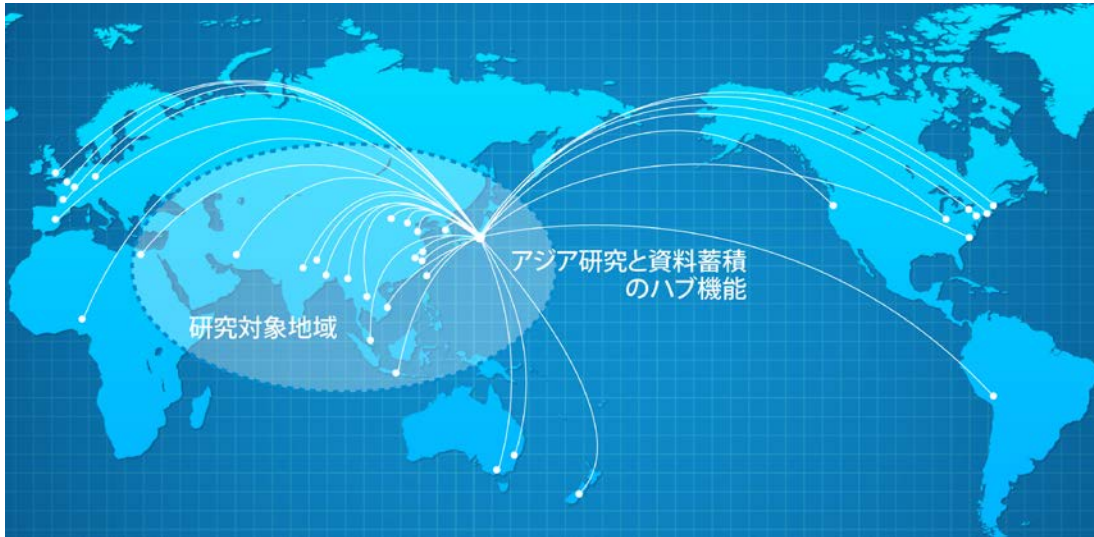 アジア研究と資料蓄積
のハブ機能
研究対象地域